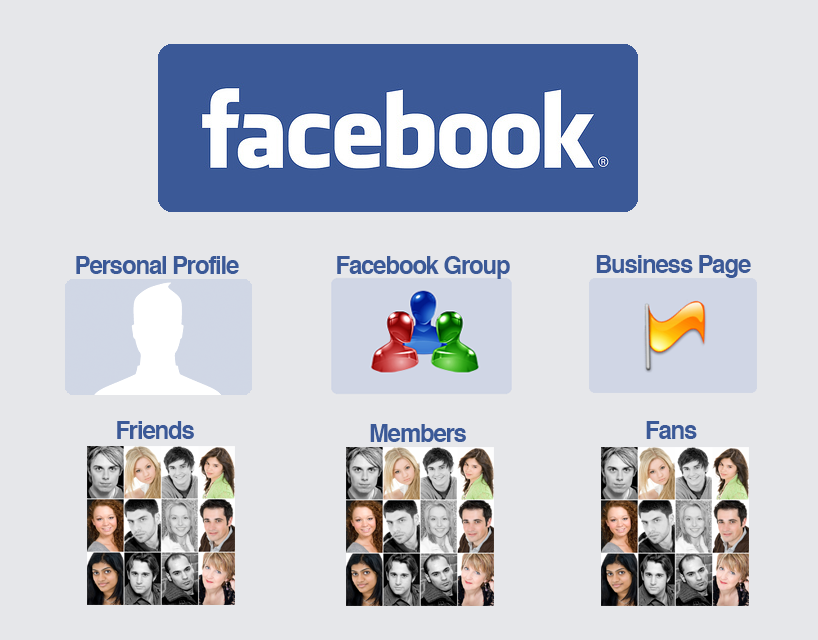 facebook®
Personal Profile
Facebook Group
Business Page
Friends
Members
Fans